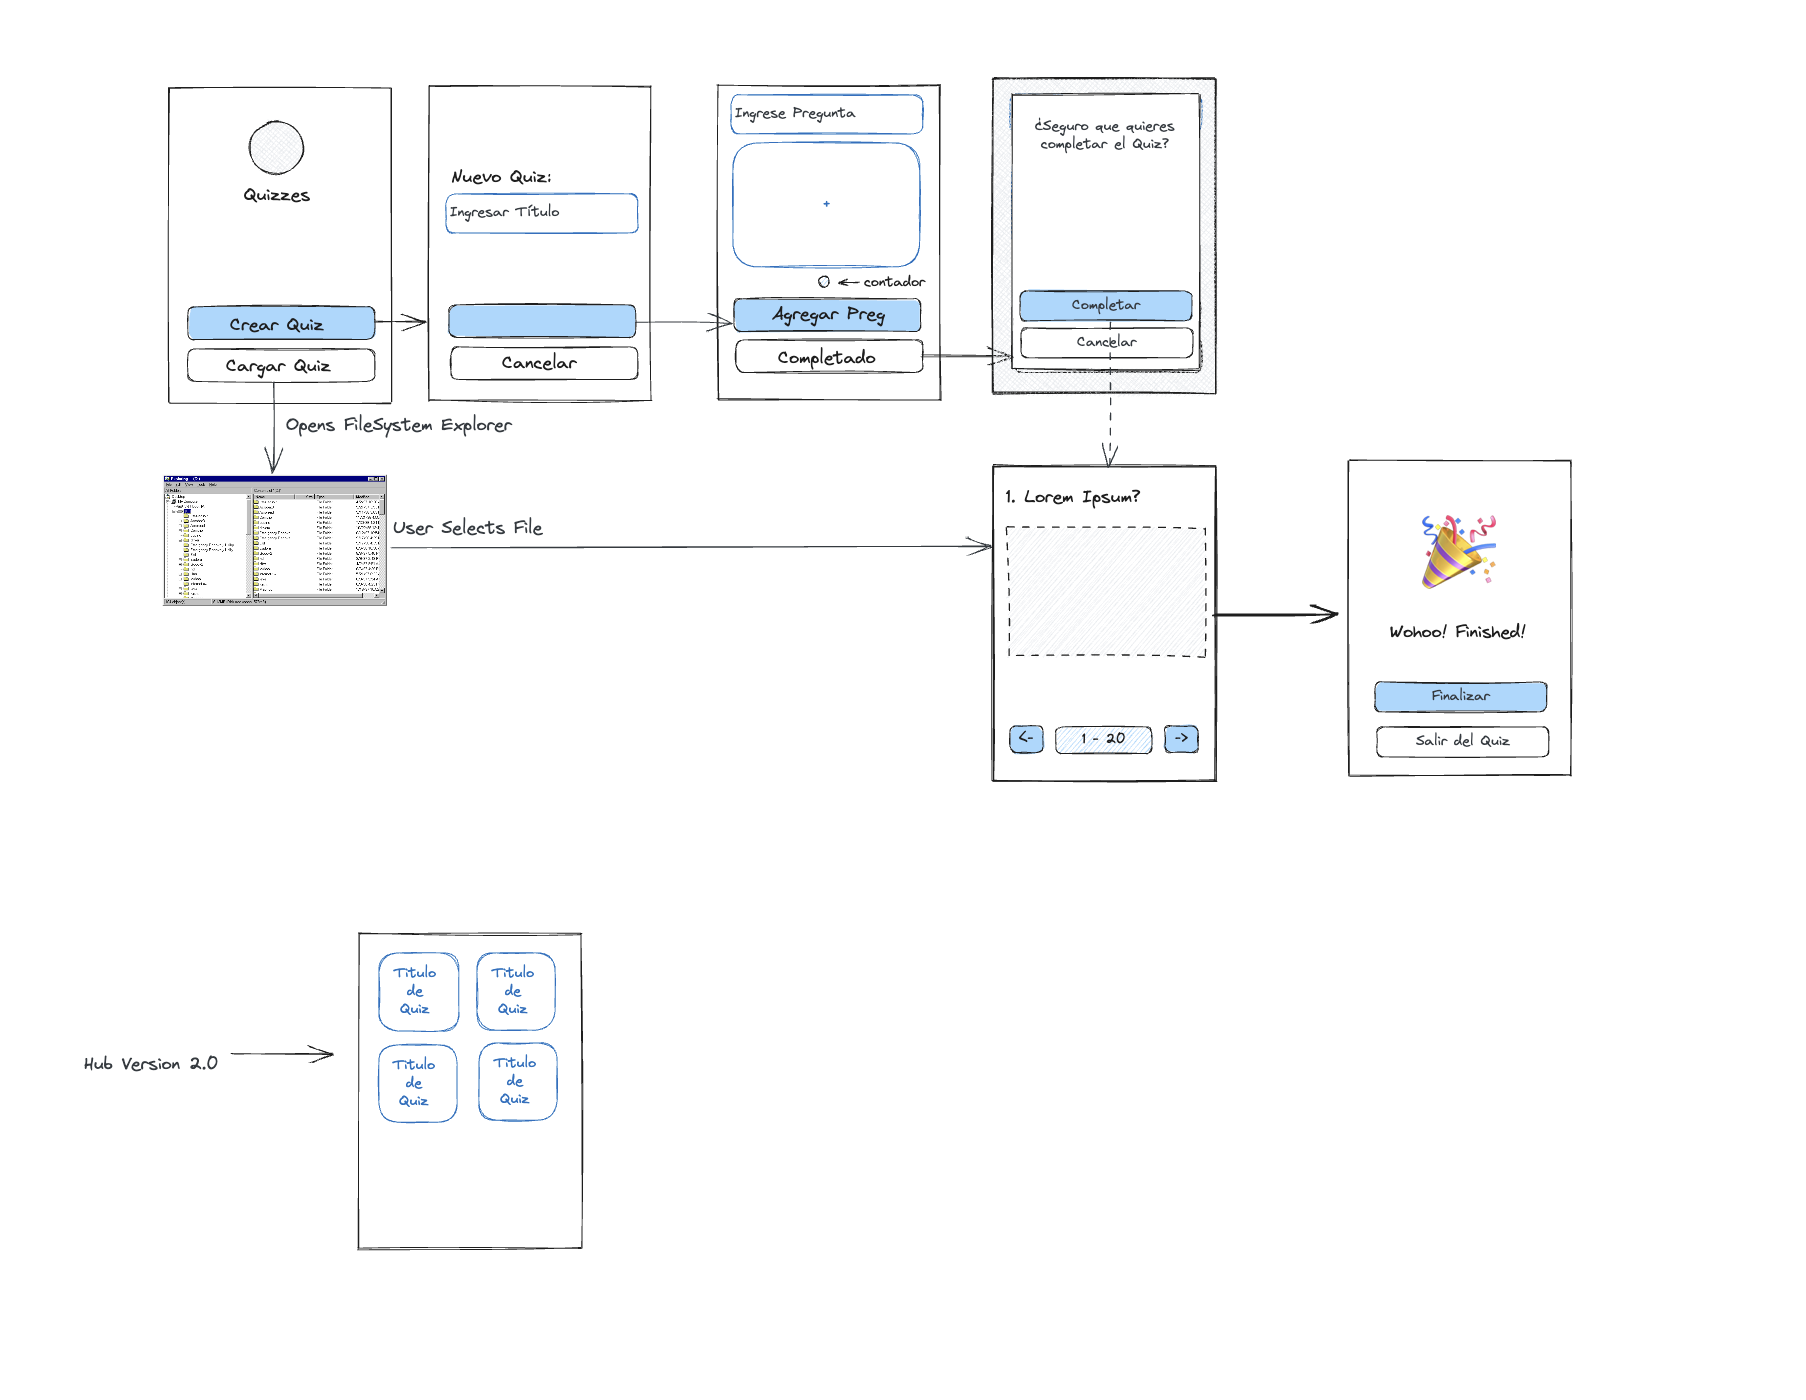 Quizzes
Crear Quiz
Cargar Quiz
Nuevo Quiz:
Ingresar Título
Cancelar
Ingrese Pregunta
+
contador
Agregar Preg
Completado
¿Seguro que quieres
completar el Quiz?
Completar
Cancelar
Opens FileSystem Explorer
User Selects File
1. Lorem Ipsum?
<-
1 - 20
->
Wohoo! Finished!
Finalizar
Salir del Quiz
Hub Version 2.0
Titulo
de
Quiz
Titulo
de
Quiz
Titulo
de
Quiz
Titulo
de
Quiz